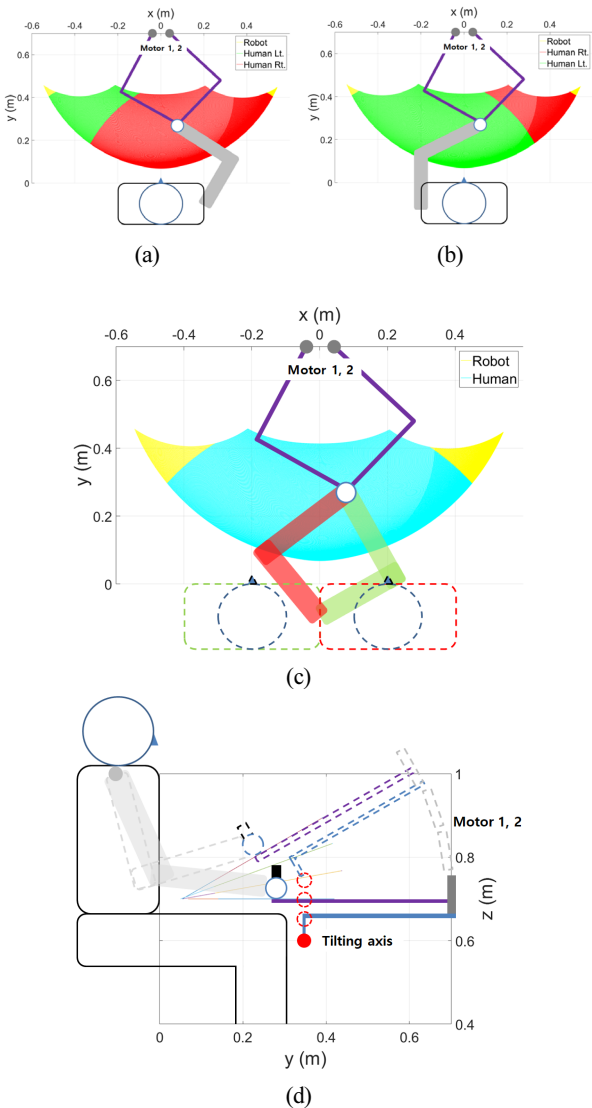 x (m)
-0.6 -0.4 -0.2 0 0.2 0.4
Motor 1, 2
Robot
Human Lt.
Human Rt.
0.6
0.4
0.2
0
y (m)
(a)
x (m)
-0.6 -0.4 -0.2 0 0.2 0.4
Motor 1, 2
Robot
Human Rt.
Human Lt.
0.6
0.4
0.2
0
y (m)
(b)
x (m)
-0.6 -0.4 -0.2 0 0.2 0.4
Motor 1, 2
Robot
Human
0.6
0.4
0.2
0
y (m)
(c)
1
Motor 1, 2
0.8
z (m)
0.6
Tilting axis
0.4
0 0.2 0.4 0.6
y (m)
(d)